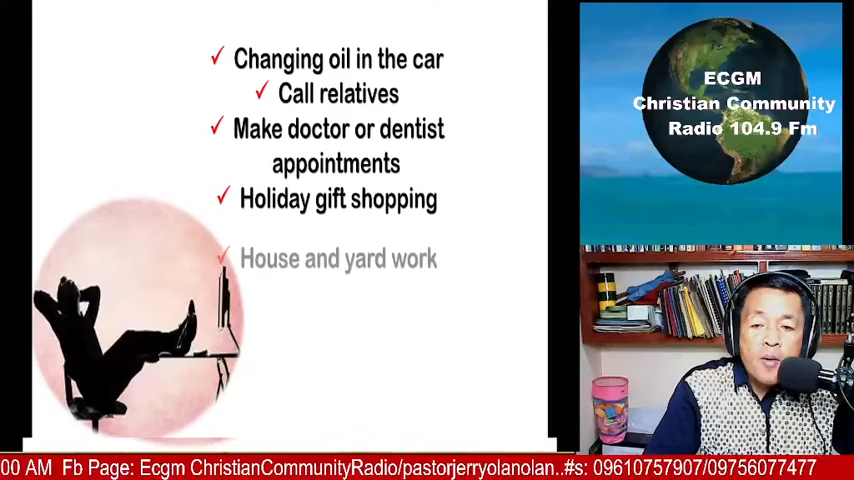 ✓ Changing oil in the car
✓ Call relatives
✓ Make doctor or dentist
appointments
✓ Holiday gift shopping
✓ House and yard work
ECGM
Christian Community
Radio 104.9 Fm
00 AM Fb Page: Ecgm ChristianCommunityRadio/pastorjerryolanolan..#s: 09610757907/09756077477